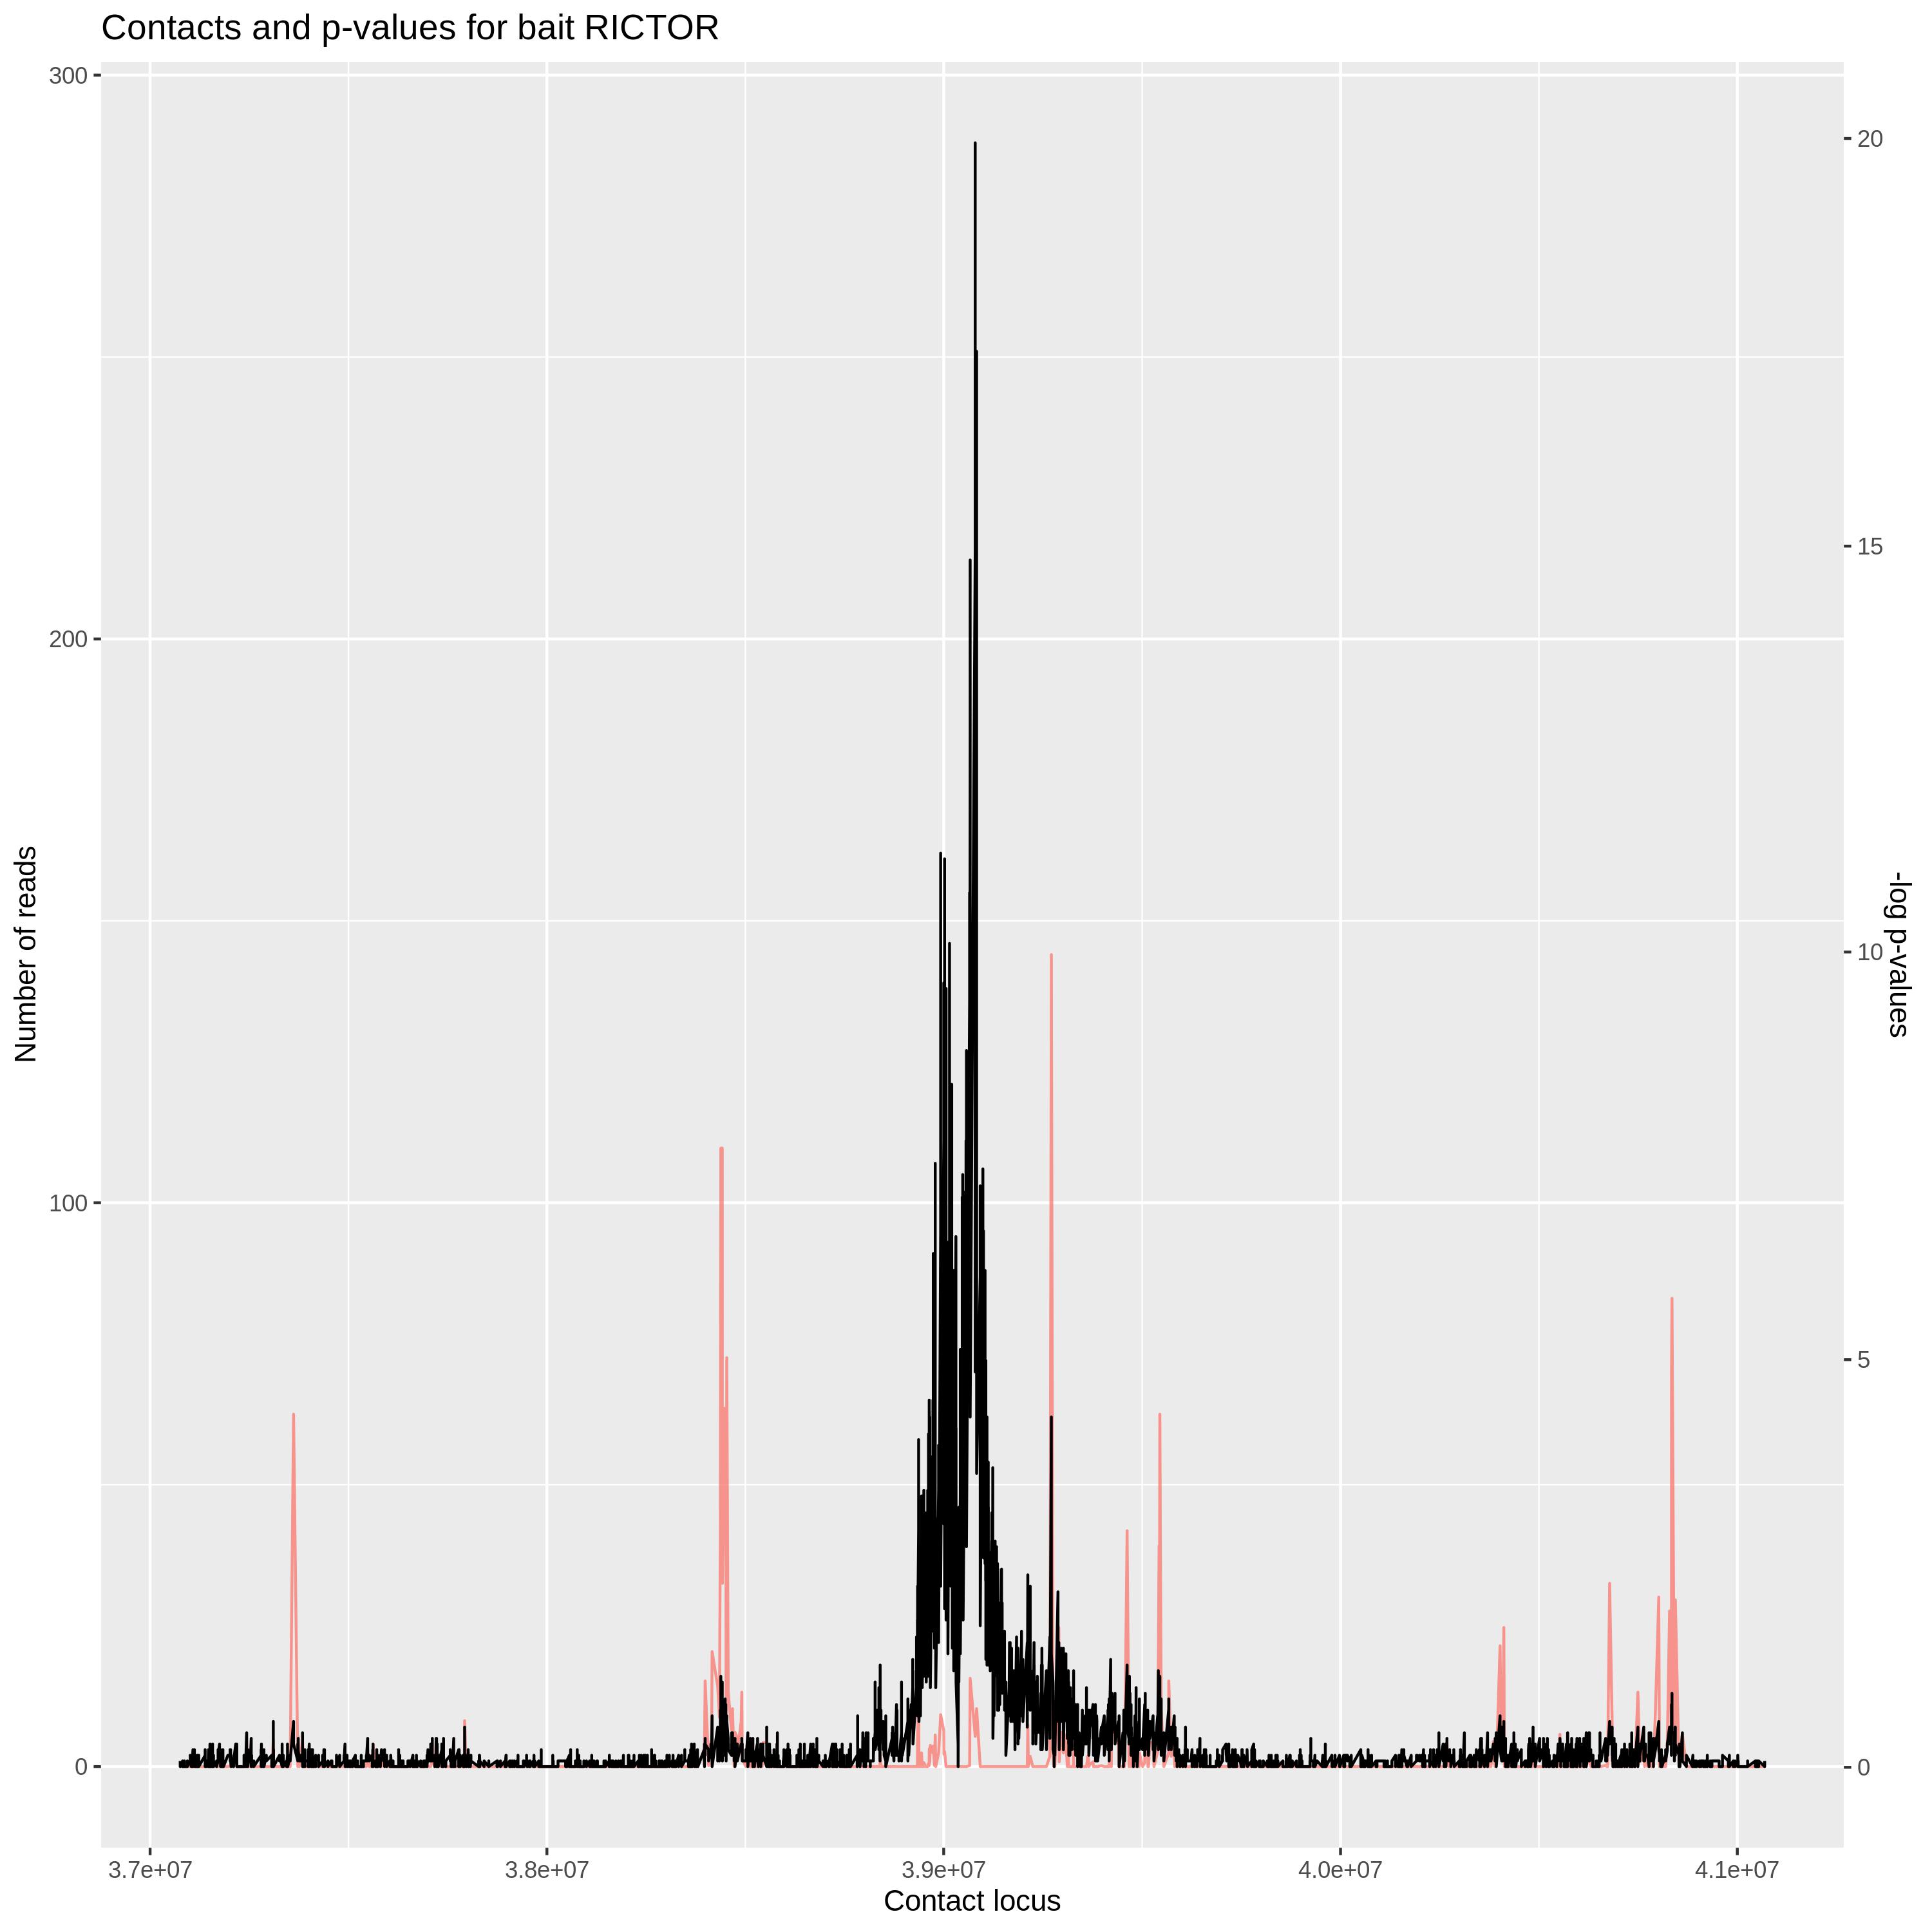 Contacts and p-values for bait RICTOR
300
200
100
0
Number of reads
20
15
10
5
0
-log p-values
3.7e+07 3.8e+07 3.9e+07 4.0e+07 4.1e+07
Contact locus